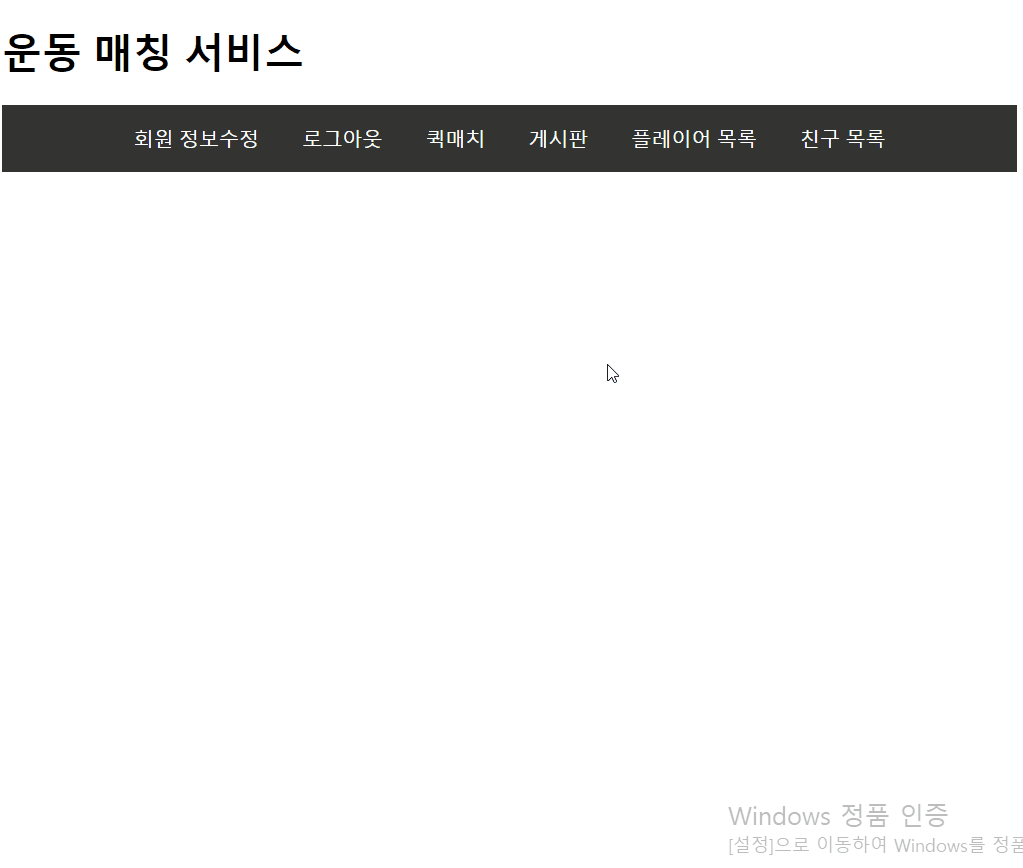 운동 매칭 서비스
회원 정보수정 로그아웃 퀵매치 게시판 플레이어 목록 친구 목록
Windows 정품 인증
[설정]으로 이동하여 Windows를 정품